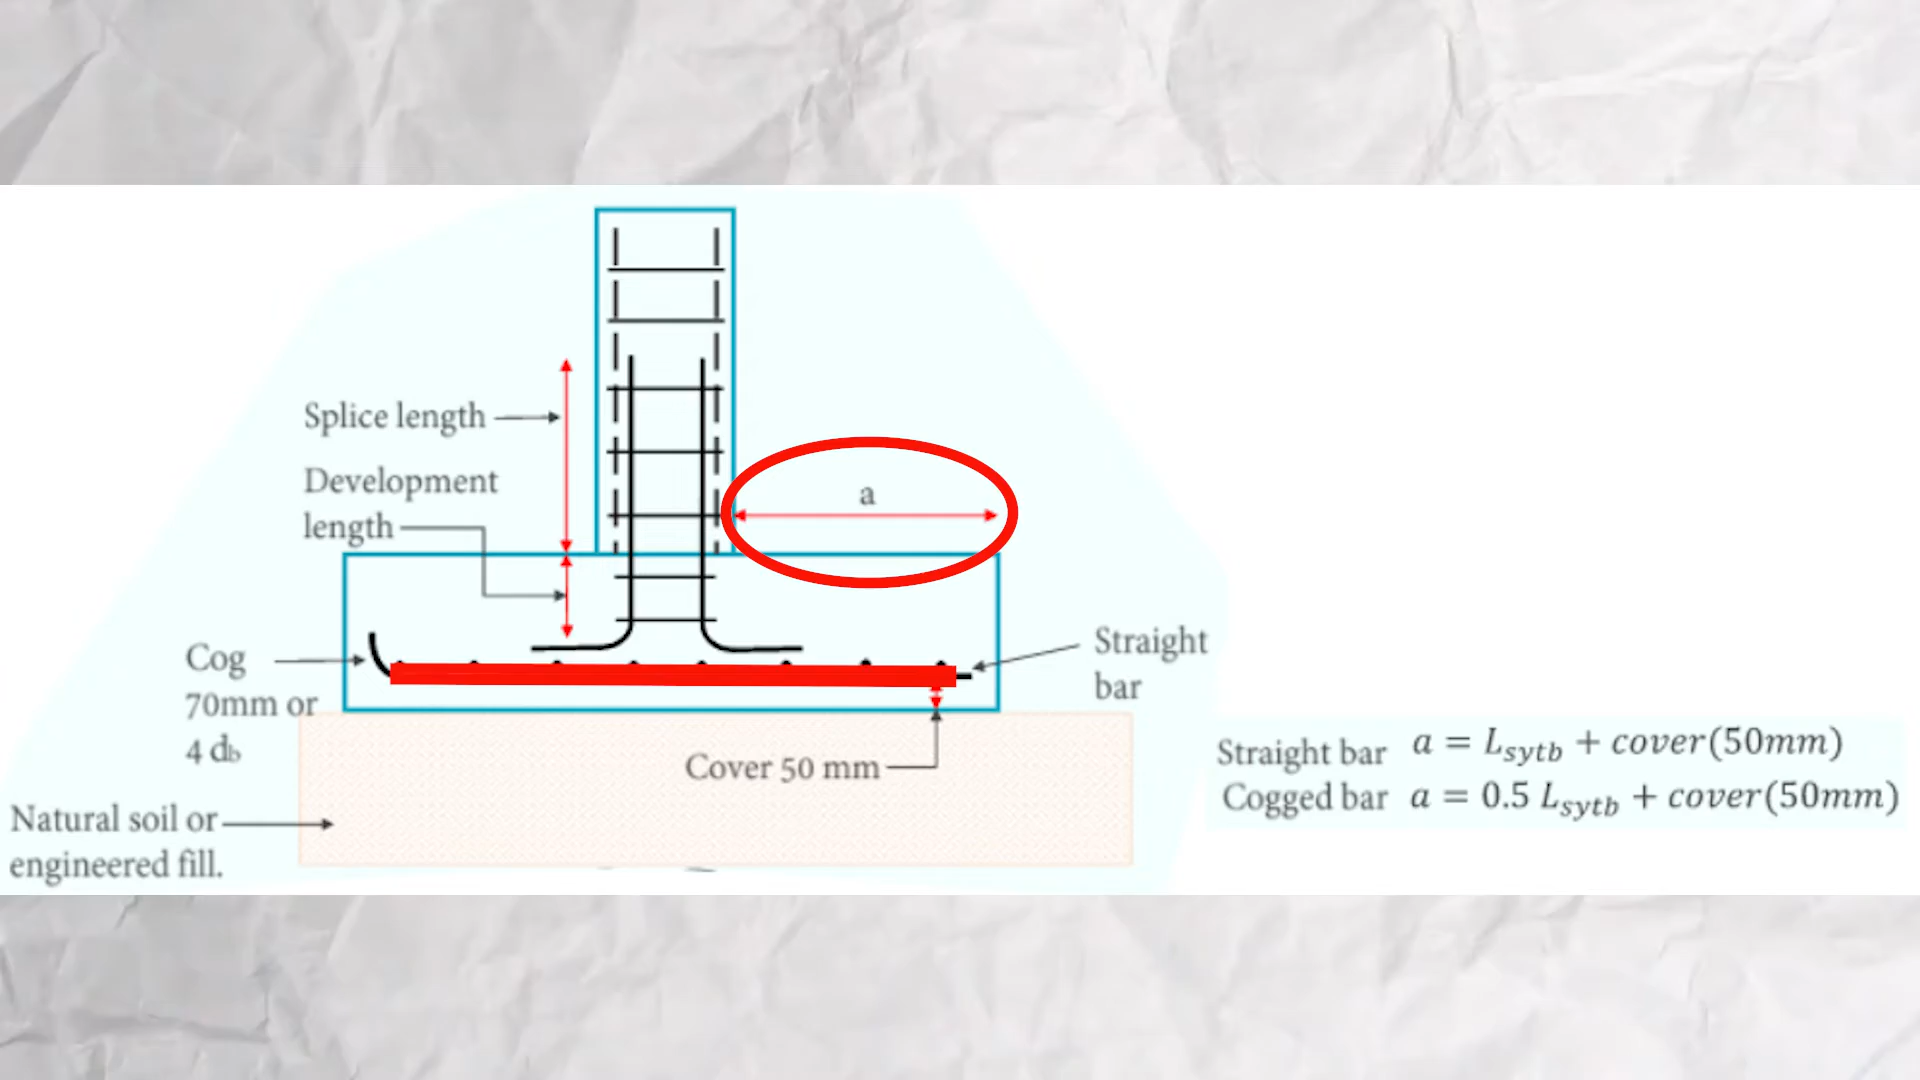 Splice length
Development
length
a
Cog
70mm or
4 db
Straight
bar
Cover 50 mm
Natural soil or
engineered fill.
Straight bar a = Lsytb + cover(50mm)
Cogged bar a = 0.5 Lsytb + cover(50mm)